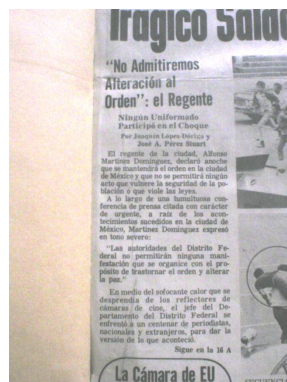 Trágico Saldo
"No Admitiremos
Alteración al
Orden": el Regente
Ningún Uniformado
Participó en el Choque
Por Joaquín López-Dóriga y
José A. Pérez Stuart
El regente de la ciudad, Alfonso
Martínez Domínguez, declaró anoche
que se mantendrá el orden en la ciudad
de México y que no se permitirá ningún
acto que vulnere la seguridad de la po-
blación o que viole las leyes.
A lo largo de una tumultuosa con-
ferencia de prensa citada con carácter
de urgente, a raíz de los acon-
tecimientos sucedidos en la ciudad de
México, Martínez Domínguez expresó
en tono severo:
"Las autoridades del Distrito Fe-
deral no permitirán ninguna mani-
festación que se organice con el pro-
pósito de trastornar el orden y alterar
la paz."
En medio del sofocante calor que se
desprendía de los reflectores de
cámaras de cine, el jefe del De-
partamento del Distrito Federal se
enfrentó a un centenar de periodistas,
nacionales y extranjeros, para dar la
versión de lo que aconteció.
Sigue en la 16 A
La Cámara de EU